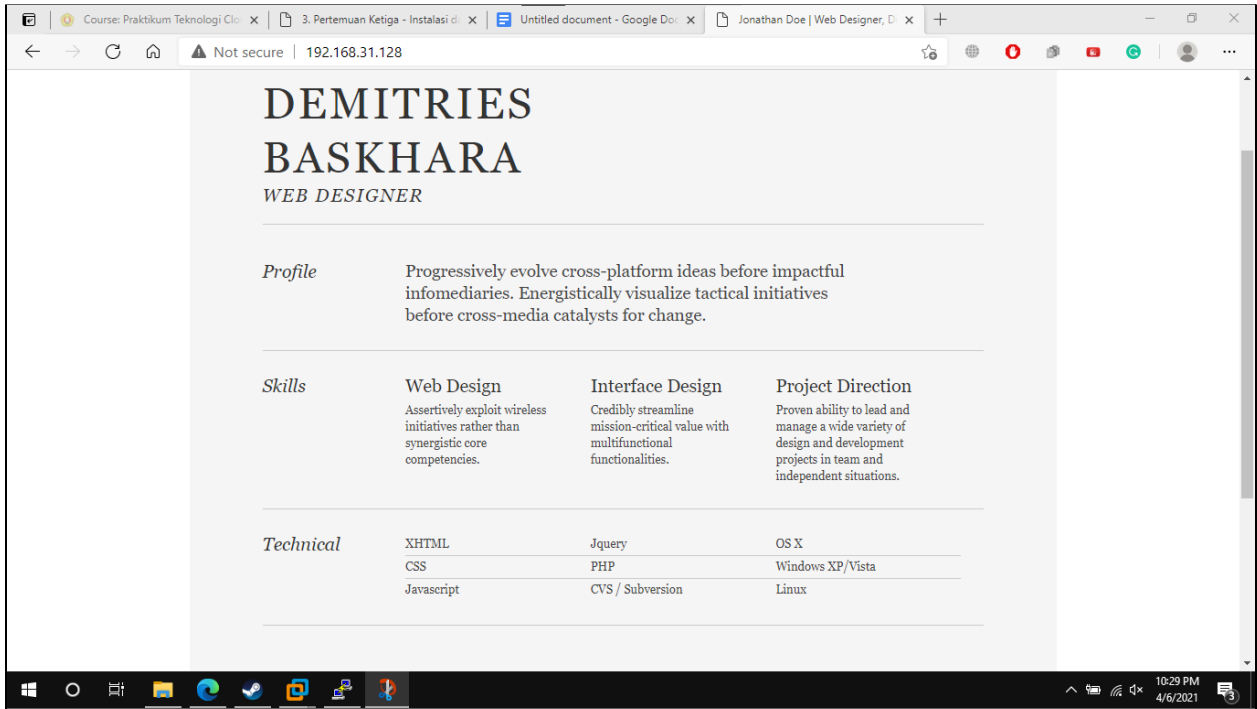 Course: Praktikum Teknologi Clo
3. Pertemuan Ketiga - Instalasi d
Untitled document - Google Doc
Jonathan Doe | Web Designer, D
Not secure | 192.168.31.128
DEMITRIES
BASKHARA
WEB DESIGNER
Profile
Progressively evolve cross-platform ideas before impactful
infomediaries. Energistically visualize tactical initiatives
before cross-media catalysts for change.
Skills
Web Design
Assertively exploit wireless
initiatives rather than
synergistic core
competencies.
Interface Design
Credibly streamline
mission-critical value with
multifunctional
functionalities.
Project Direction
Proven ability to lead and
manage a wide variety of
design and development
projects in team and
independent situations.
Technical
XHTML Jquery OS X
CSS PHP Windows XP/Vista
Javascript CVS / Subversion Linux
10:29 PM
4/6/2021
3